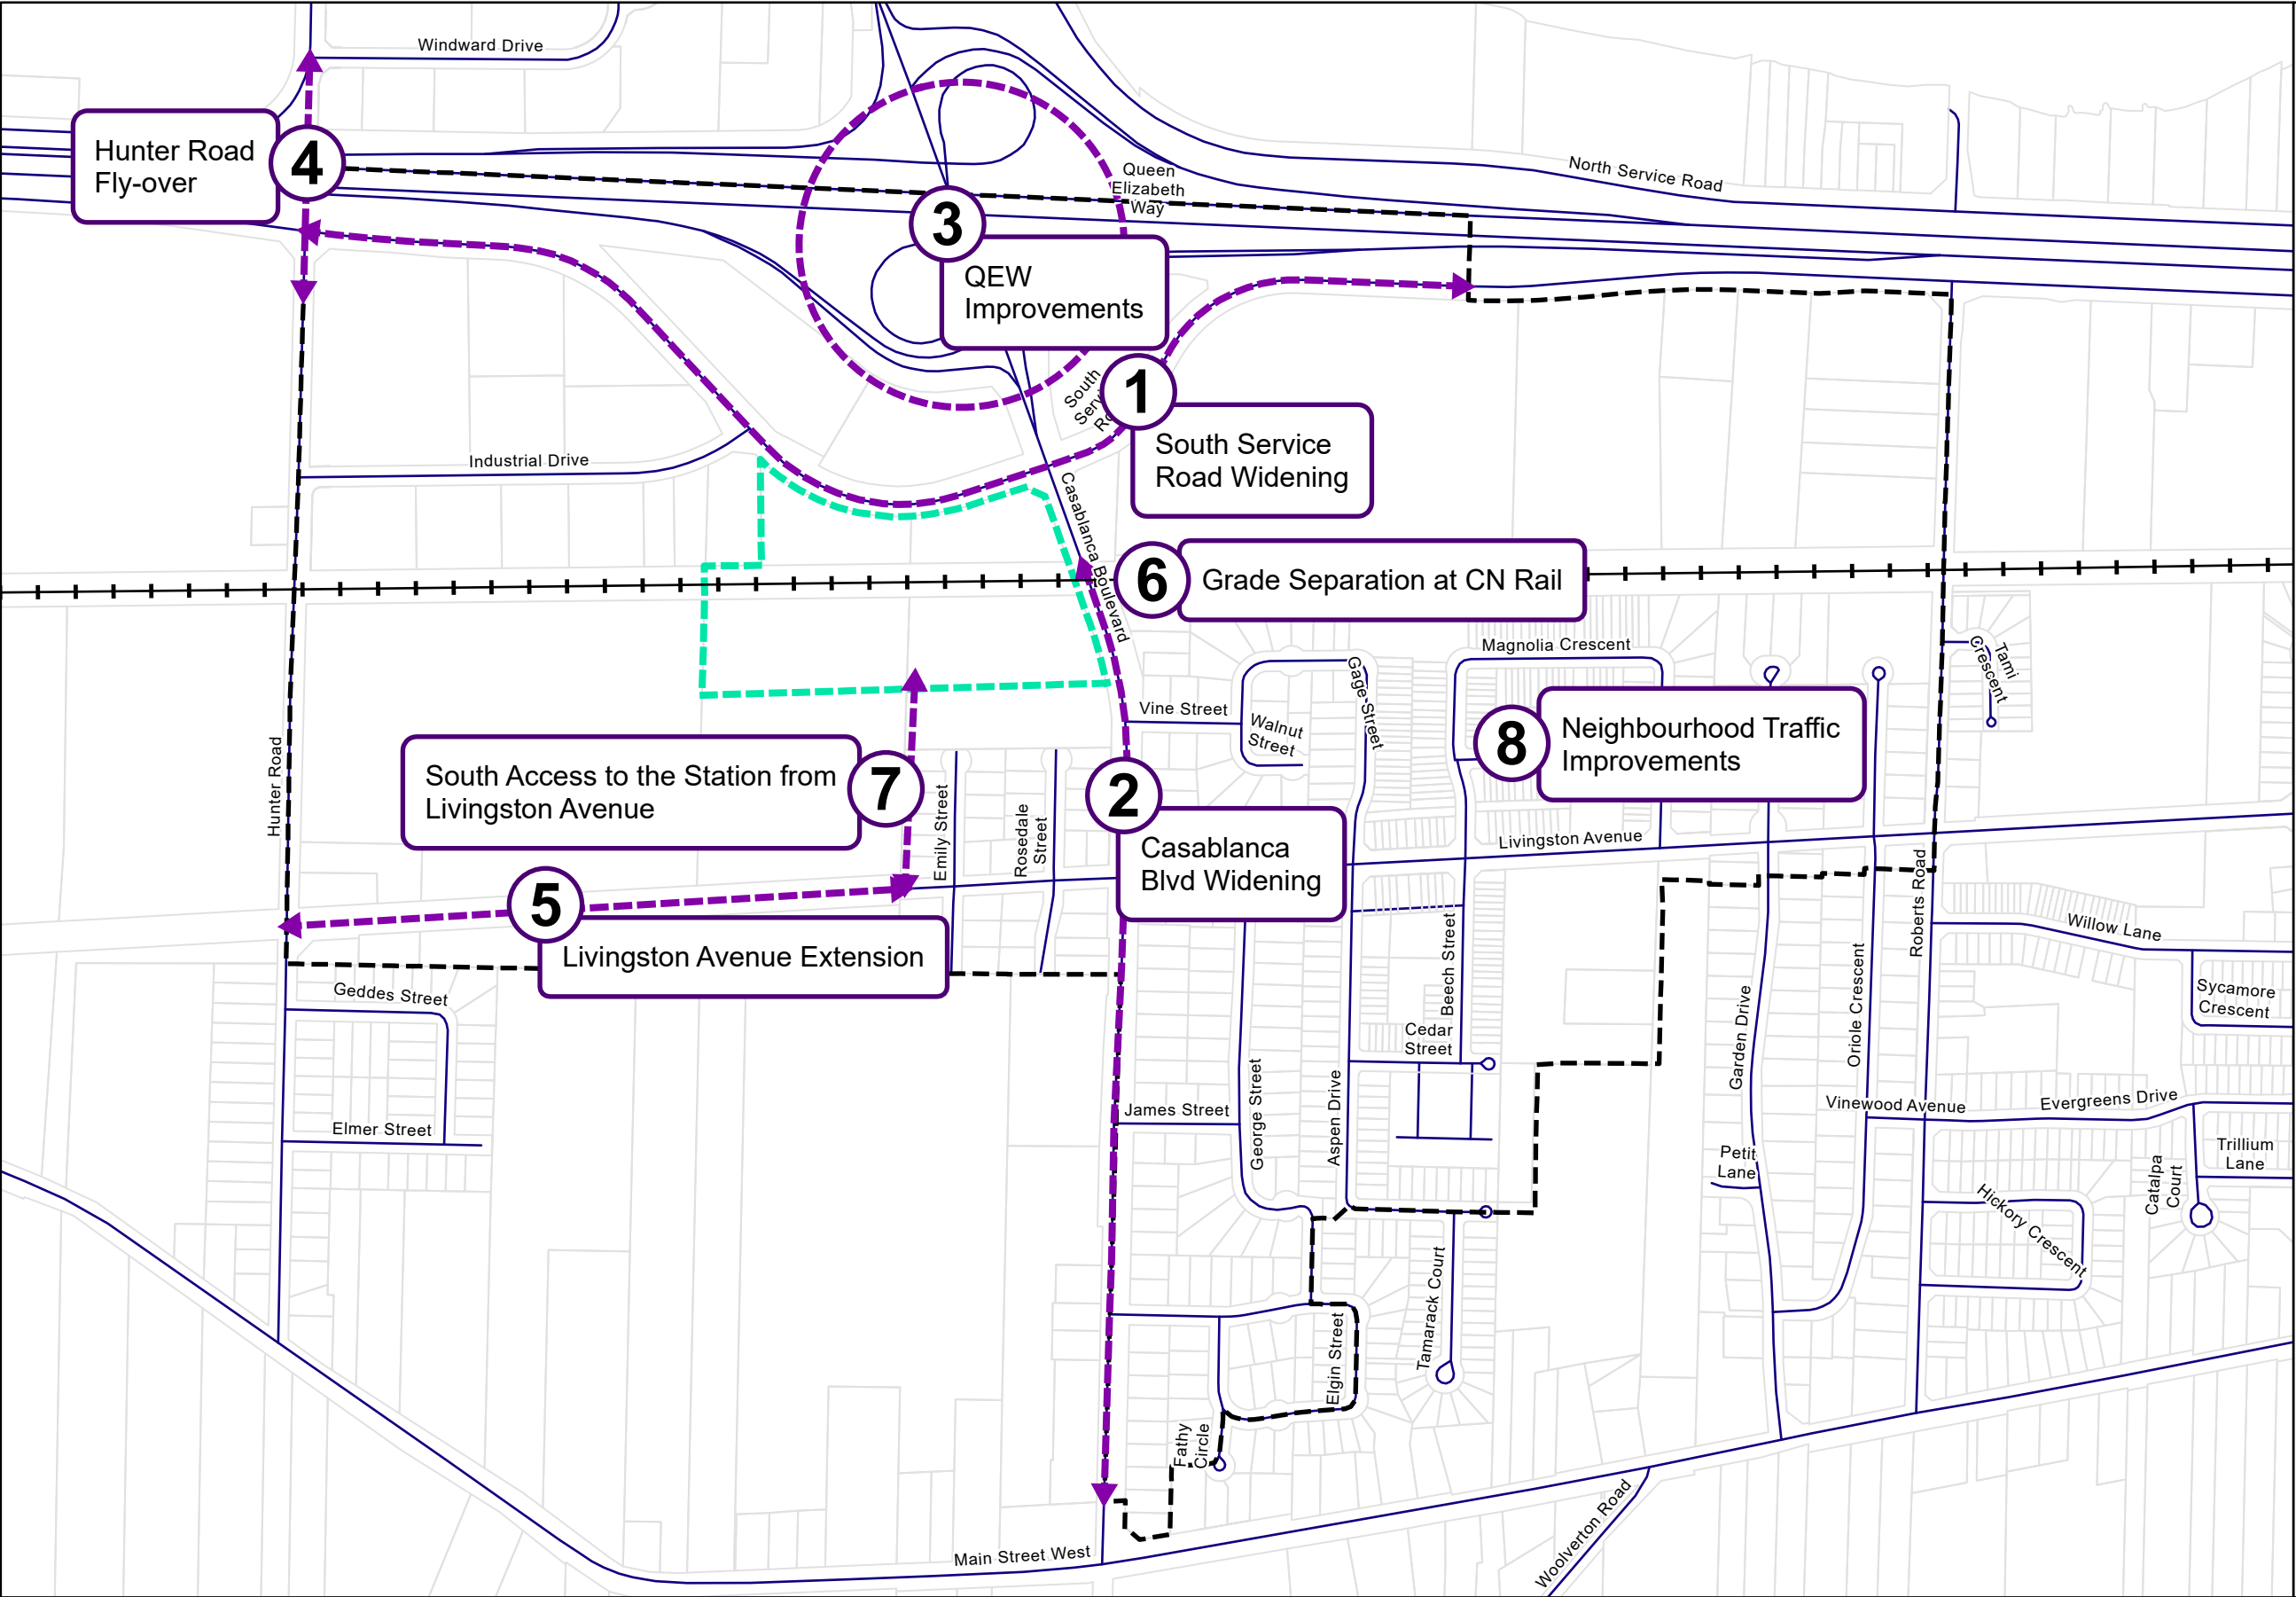 Windward Drive
Hunter Road
Fly-over
4
Queen
Elizabeth
Way
North Service Road
3
QEW
Improvements
South
1
South Service
Road Widening
Industrial Drive
Casablanca Boulevard
6
Grade Separation at CN Rail
Magnolia Crescent
Tami
Crescent
Gage Street
Vine Street
Walnut
Street
8
Neighbourhood Traffic
Improvements
Hunter Road
South Access to the Station from
Livingston Avenue
7
Emily Street
Rosedale
Street
2
Casablanca
Blvd Widening
Livingston Avenue
5
Livingston Avenue Extension
Roberts Road
Willow Lane
Geddes Street
Beech Street
Sycamore
Crescent
Cedar
Street
Garden Drive
Oriole Crescent
Elmer Street
James Street
George Street
Aspen Drive
Vinewood Avenue
Evergreens Drive
Petit
Lane
Trillium
Lane
Catalpa
Court
Hickory Crescent
Tamarack Court
Elgin Street
Fathy
Circle
Main Street West
Woolverton Road